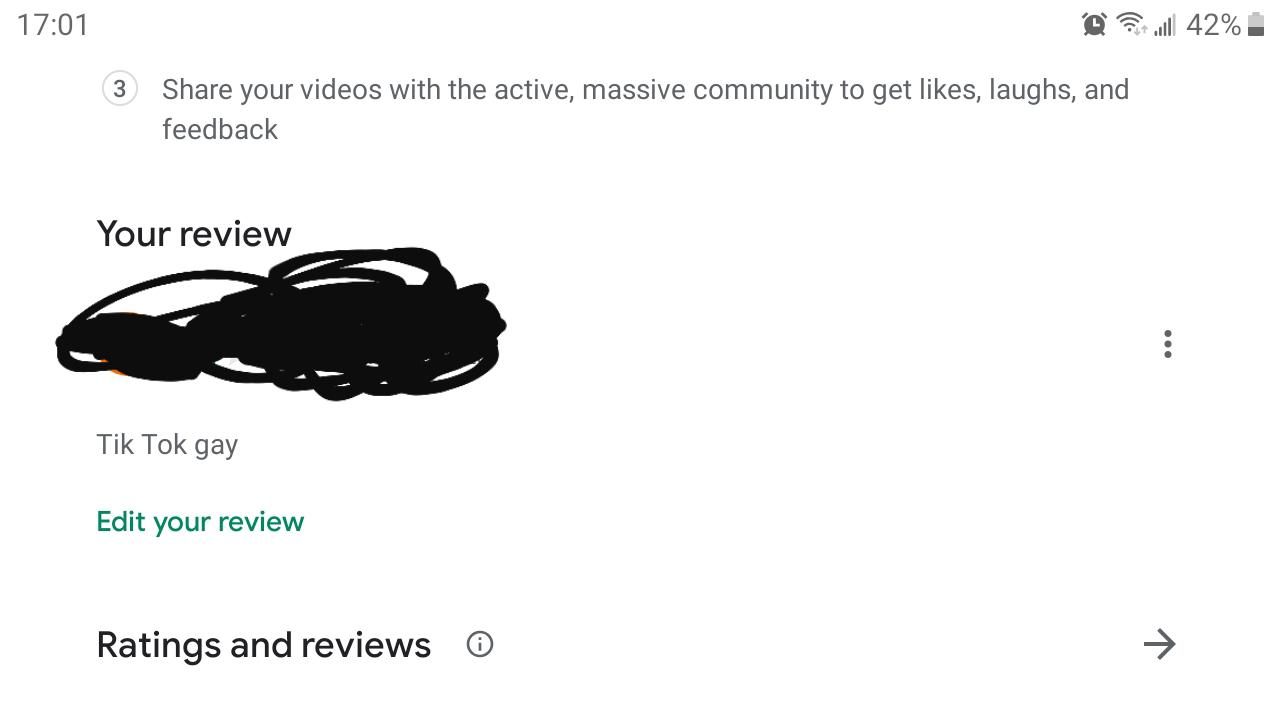 17:01
42%
3 Share your videos with the active, massive community to get likes, laughs, and
feedback
Your review
Tik Tok gay
Edit your review
Ratings and reviews